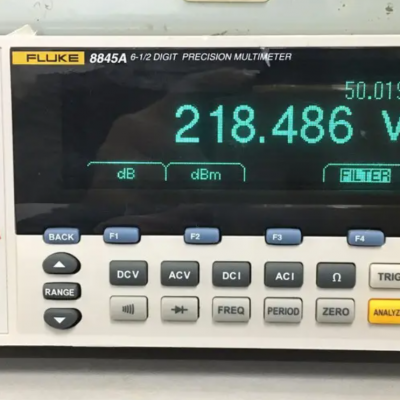 FLUKE 8845A 6-1/2 DIGIT PRECISION MULTIMETER
50.019
218.486 V
dB dBm FILTER
BACK F1 F2 F3 F4
DCV ACV DCI ACI Ω TRIG
RANGE
FREQ PERIOD ZERO ANALYZ